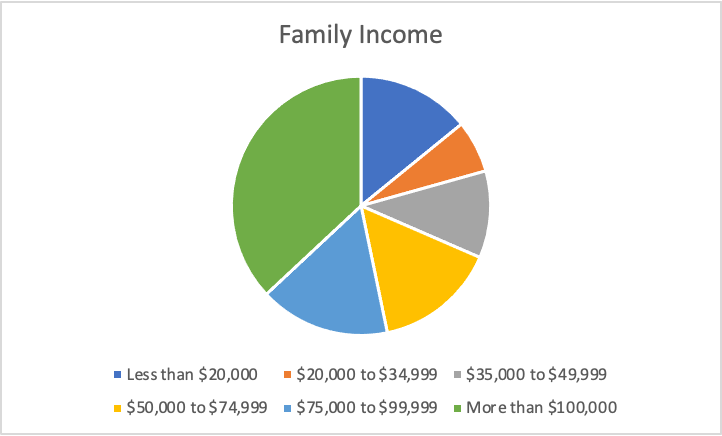 Family Income
Less than $20,000 $20,000 to $34,999 $35,000 to $49,999
$50,000 to $74,999 $75,000 to $99,999 More than $100,000